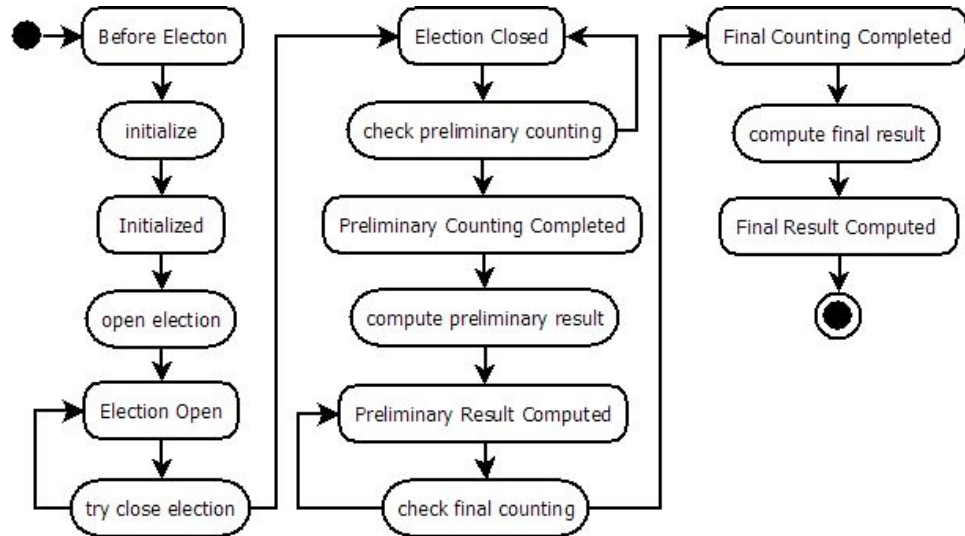 Before Electon
initialize
Initialized
open election
Election Open
try close election
Election Closed
check preliminary counting
Preliminary Counting Completed
compute preliminary result
Preliminary Result Computed
check final counting
Final Counting Completed
compute final result
Final Result Computed